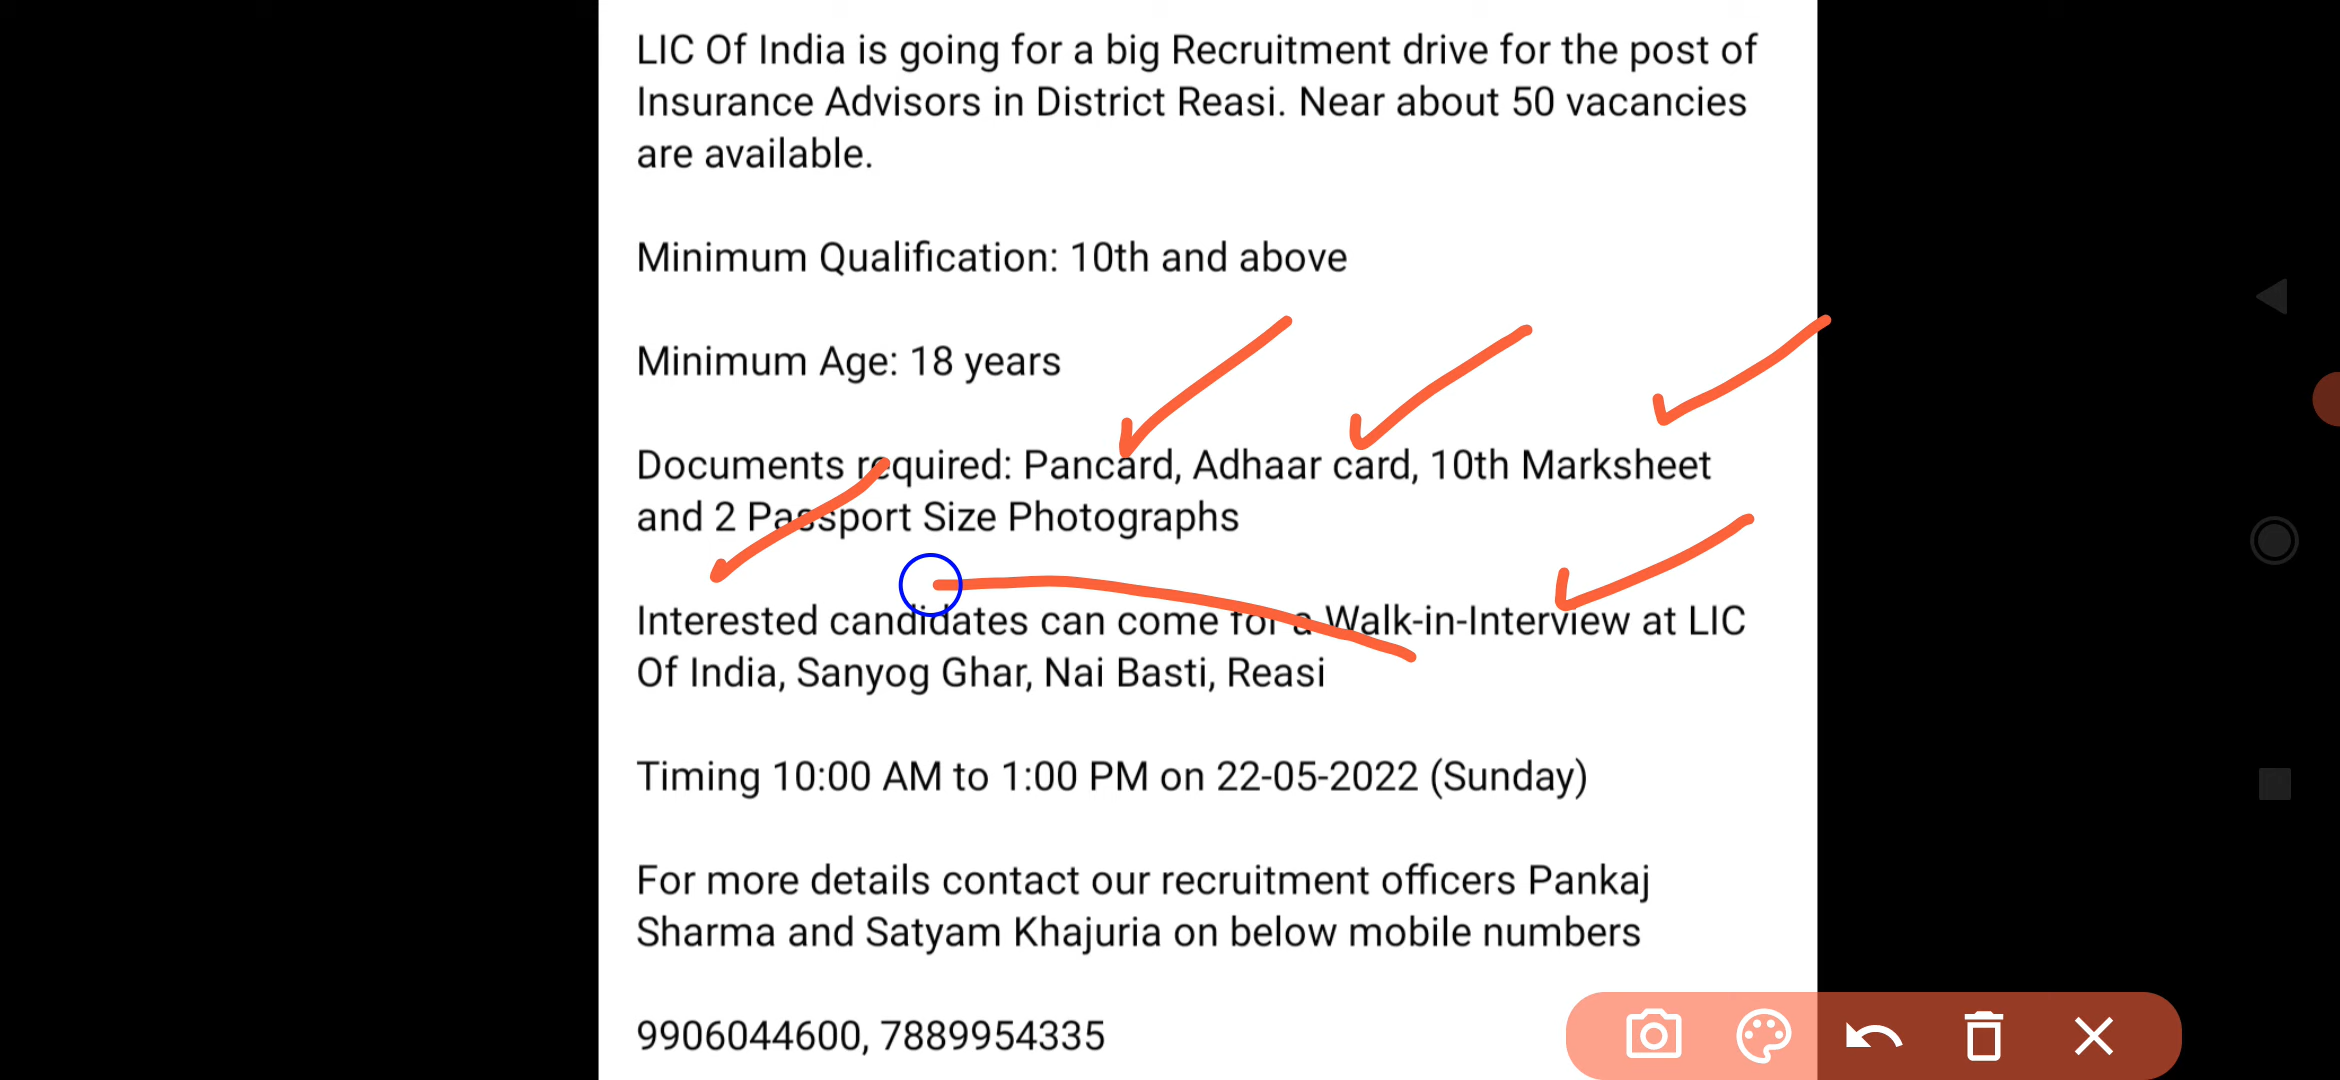 LIC Of India is going for a big Recruitment drive for the post of
Insurance Advisors in District Reasi. Near about 50 vacancies
are available.
Minimum Qualification: 10th and above
Minimum Age: 18 years
Documents required: Pancard, Adhaar card, 10th Marksheet
and 2 Passport Size Photographs
Interested candidates can come for a Walk-in-Interview at LIC
Of India, Sanyog Ghar, Nai Basti, Reasi
Timing 10:00 AM to 1:00 PM on 22-05-2022 (Sunday)
For more details contact our recruitment officers Pankaj
Sharma and Satyam Khajuria on below mobile numbers
9906044600, 7889954335